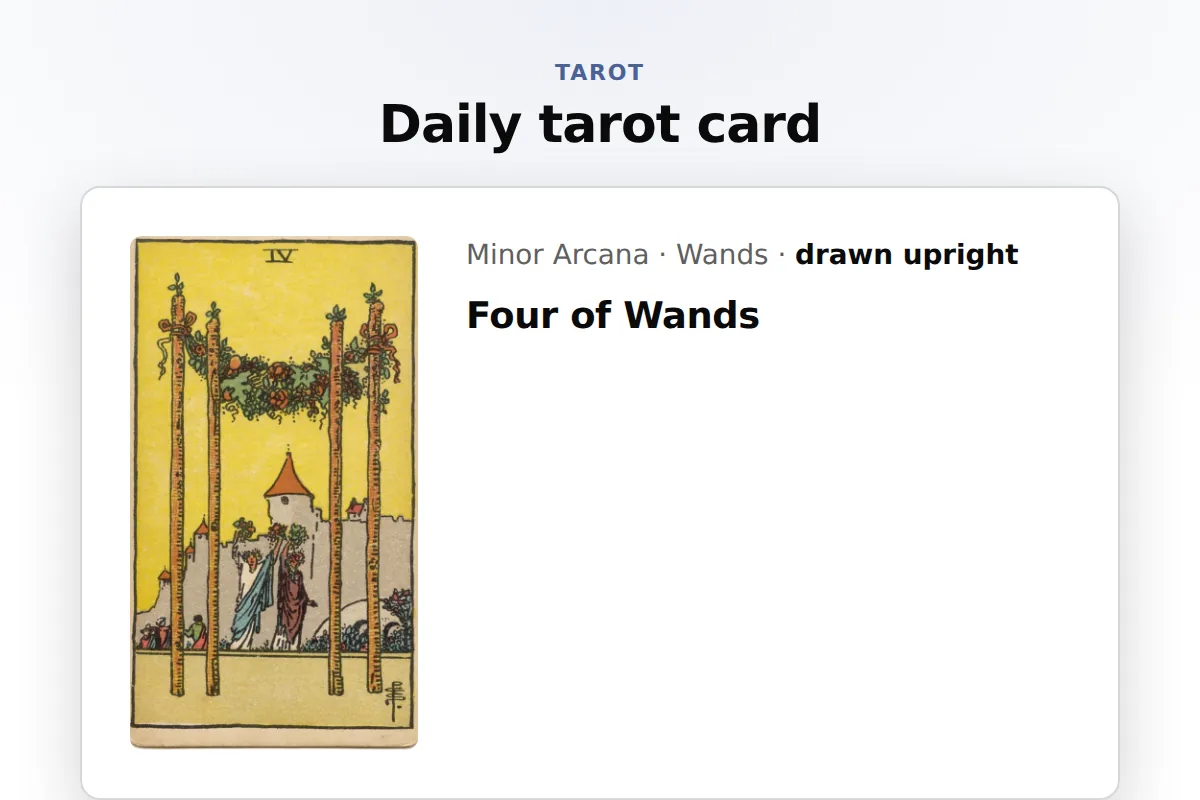 TAROT
Daily tarot card
IV
Minor Arcana · Wands · drawn upright
Four of Wands